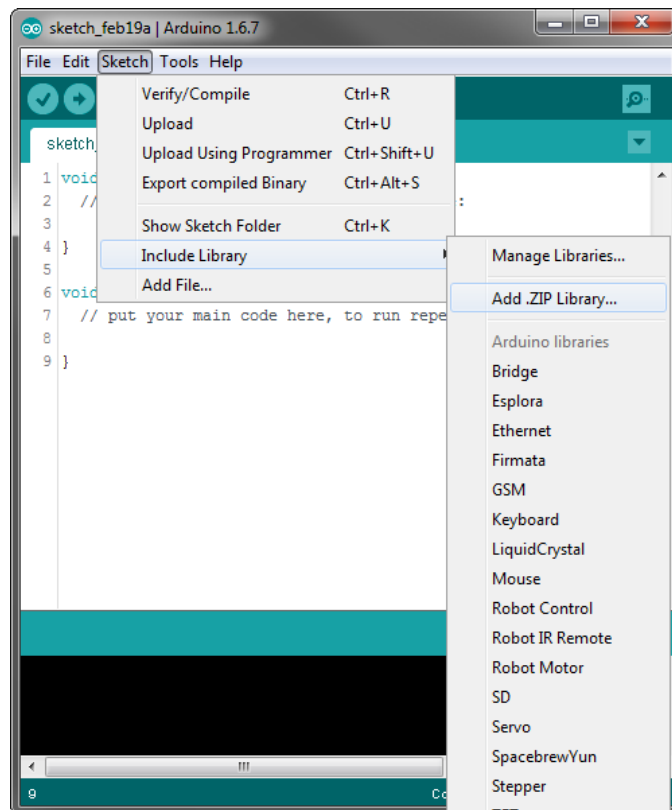 sketch_feb19a | Arduino 1.6.7
File Edit Sketch Tools Help
Verify/Compile Ctrl+R
Upload Ctrl+U
Upload Using Programmer Ctrl+Shift+U
Export compiled Binary Ctrl+Alt+S
Show Sketch Folder Ctrl+K
Include Library
Add File...
sketch_
1 void
2 // :
3
4 }
5
6 void
7 // put your main code here, to run repe
8
9 }
Manage Libraries...
Add .ZIP Library...
Arduino libraries
Bridge
Esplora
Ethernet
Firmata
GSM
Keyboard
LiquidCrystal
Mouse
Robot Control
Robot IR Remote
Robot Motor
SD
Servo
SpacebrewYun
Stepper
9